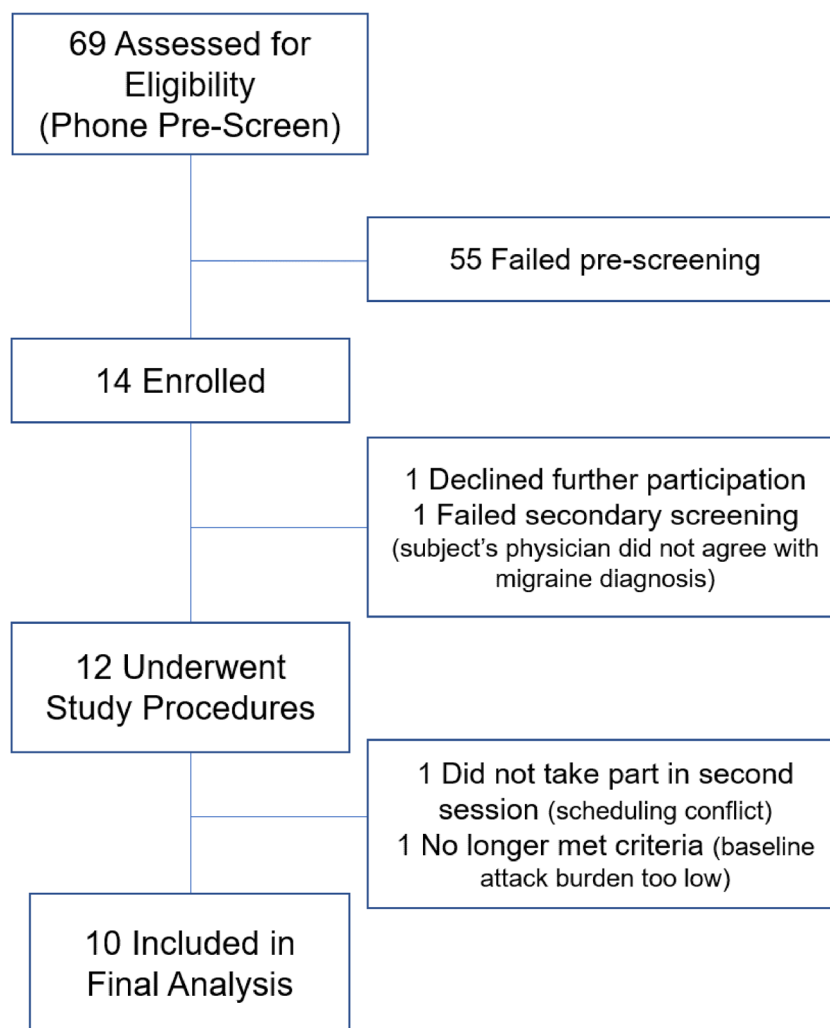 69 Assessed for
Eligibility
(Phone Pre-Screen)
55 Failed pre-screening
14 Enrolled
1 Declined further participation
1 Failed secondary screening
(subject's physician did not agree with
migraine diagnosis)
12 Underwent
Study Procedures
1 Did not take part in second
session (scheduling conflict)
1 No longer met criteria (baseline
attack burden too low)
10 Included in
Final Analysis